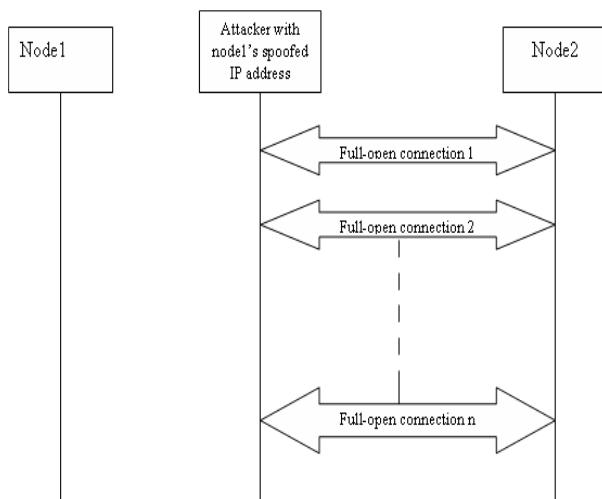 Node1
Attacker with
node1's spoofed
IP address
Node2
Full-open connection 1
Full-open connection 2
Full-open connection n